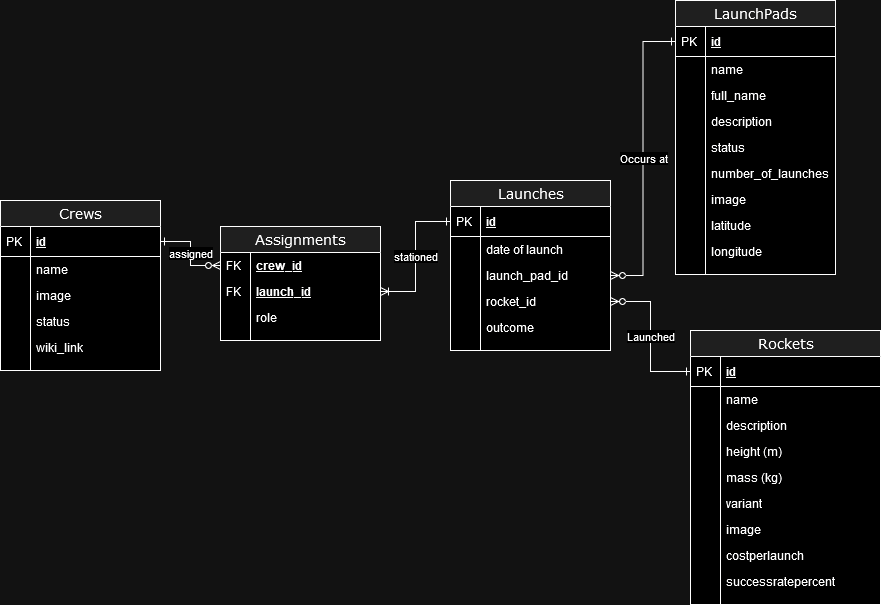 LaunchPads
PK id
name
full_name
description
status
number_of_launches
image
latitude
longitude
Occurs at
Launches
PK id
date of launch
launch_pad_id
rocket_id
outcome
Crews
PK id
name
image
status
wiki_link
assigned
Assignments
FK crew_id
FK launch_id
role
stationed
Launched
Rockets
PK id
name
description
height (m)
mass (kg)
variant
image
costperlaunch
successratepercent